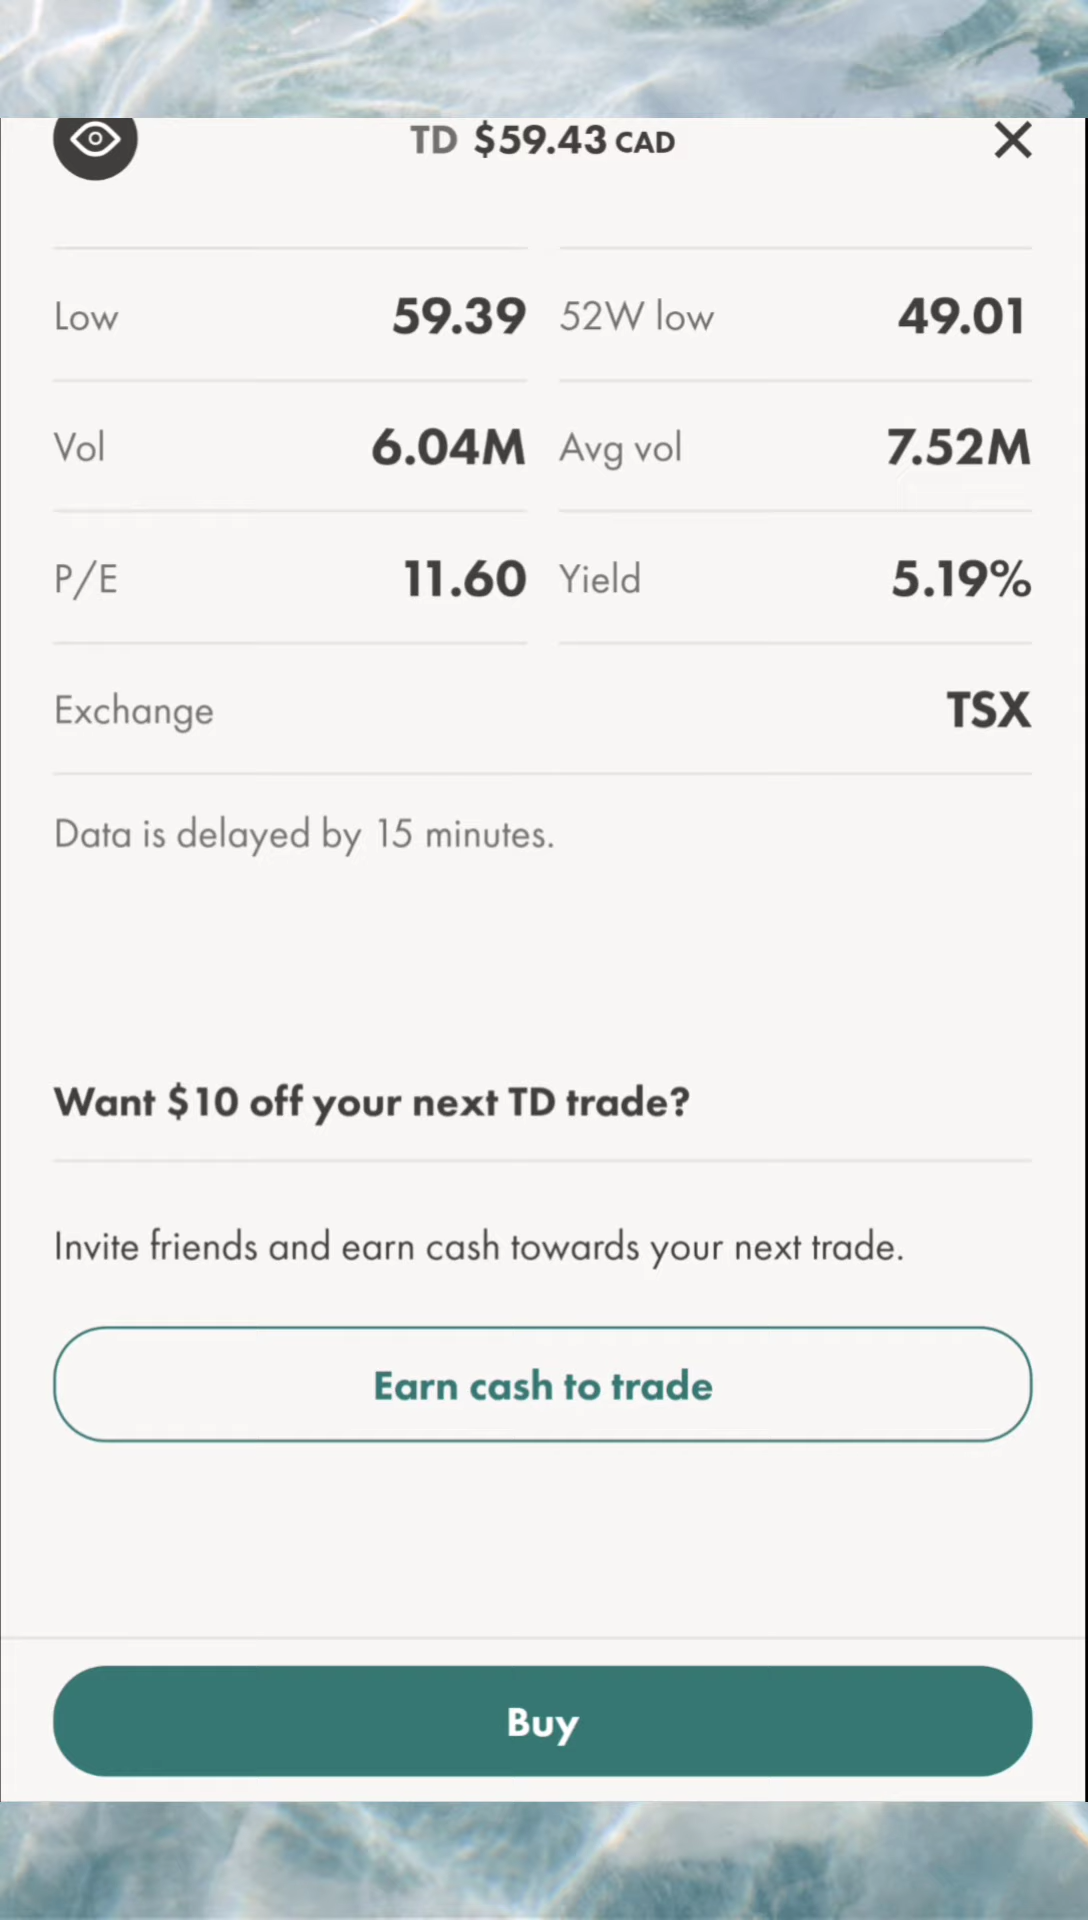 TD $59.43 CAD
Low 59.39 52W low 49.01
Vol 6.04M Avg vol 7.52M
P/E 11.60 Yield 5.19%
Exchange TSX
Data is delayed by 15 minutes.
Want $10 off your next TD trade?
Invite friends and earn cash towards your next trade.
Earn cash to trade
Buy